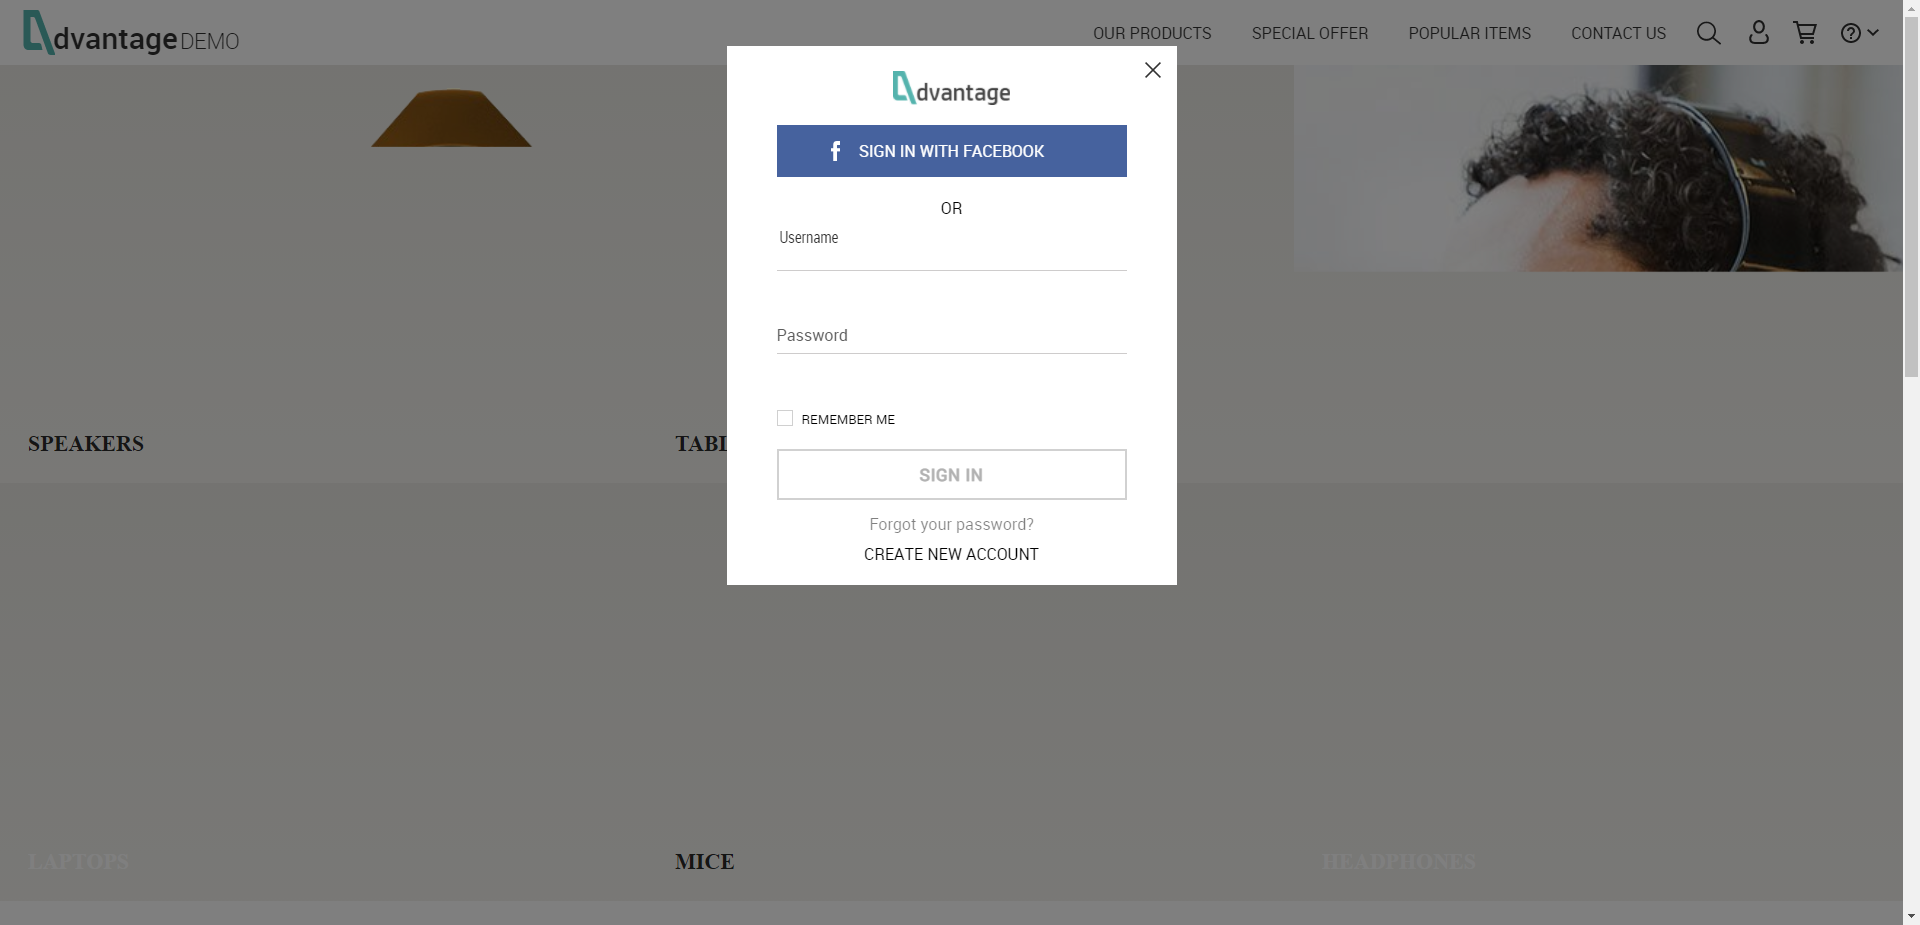 dvantage DEMO
OUR PRODUCTS SPECIAL OFFER POPULAR ITEMS CONTACT US
dvantage
SIGN IN WITH FACEBOOK
OR
Username
Password
REMEMBER ME
SIGN IN
Forgot your password?
CREATE NEW ACCOUNT
SPEAKERS
TABL
LAPTOPS
MICE
HEADPHONES